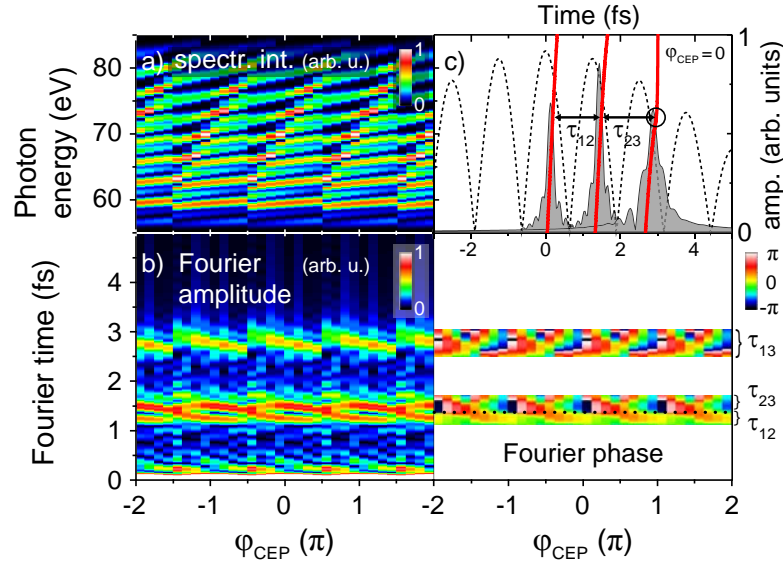 Time (fs)
-2 0 2 4
a) spectr. int. (arb. u.)
1
0
80
70
60
Photon
energy (eV)
c)
φCEP = 0
τ12
τ23
1
0
amp. (arb. units)
b) Fourier (arb. u.)
amplitude
1
0
5
4
3
2
1
0
Fourier time (fs)
π
0
-π
τ13
τ23
τ12
Fourier phase
-2 -1 0 1 2
-1 0 1 2
φCEP (π)
φCEP (π)